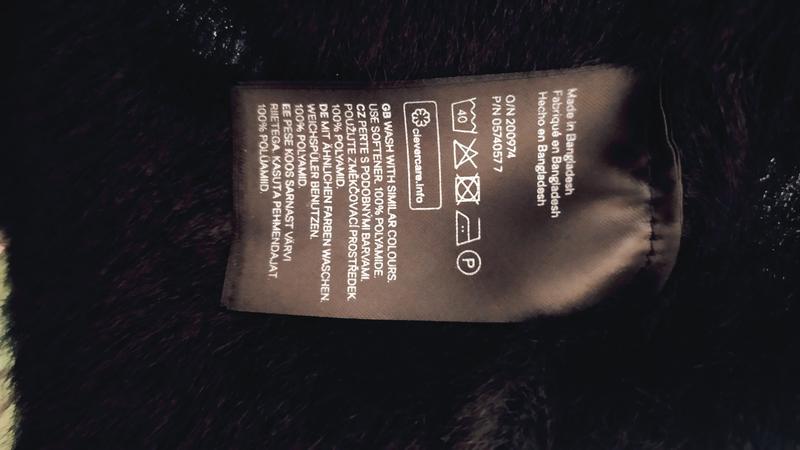 Made in Bangladesh
Fabriqué en Bangladesh
Hecho en Bangladesh
O/N 200974
P/N 0574057 7
40
P
clevercare.info
GB WASH WITH SIMILAR COLOURS.
USE SOFTENER. 100% POLYAMIDE.
CZ PERTE S PODOBNÝMI BARVAMI.
POUŽIJTE ZMĚKČOVACÍ PROSTŘEDEK.
100% POLYAMID.
DE MIT ÄHNLICHEN FARBEN WASCHEN.
WEICHSPÜLER BENUTZEN.
100% POLYAMID.
EE PESE KOOS SARNAST VÄRVI
RIIETEGA. KASUTA PEHMENDAJAT.
100% POLÜAMIID.